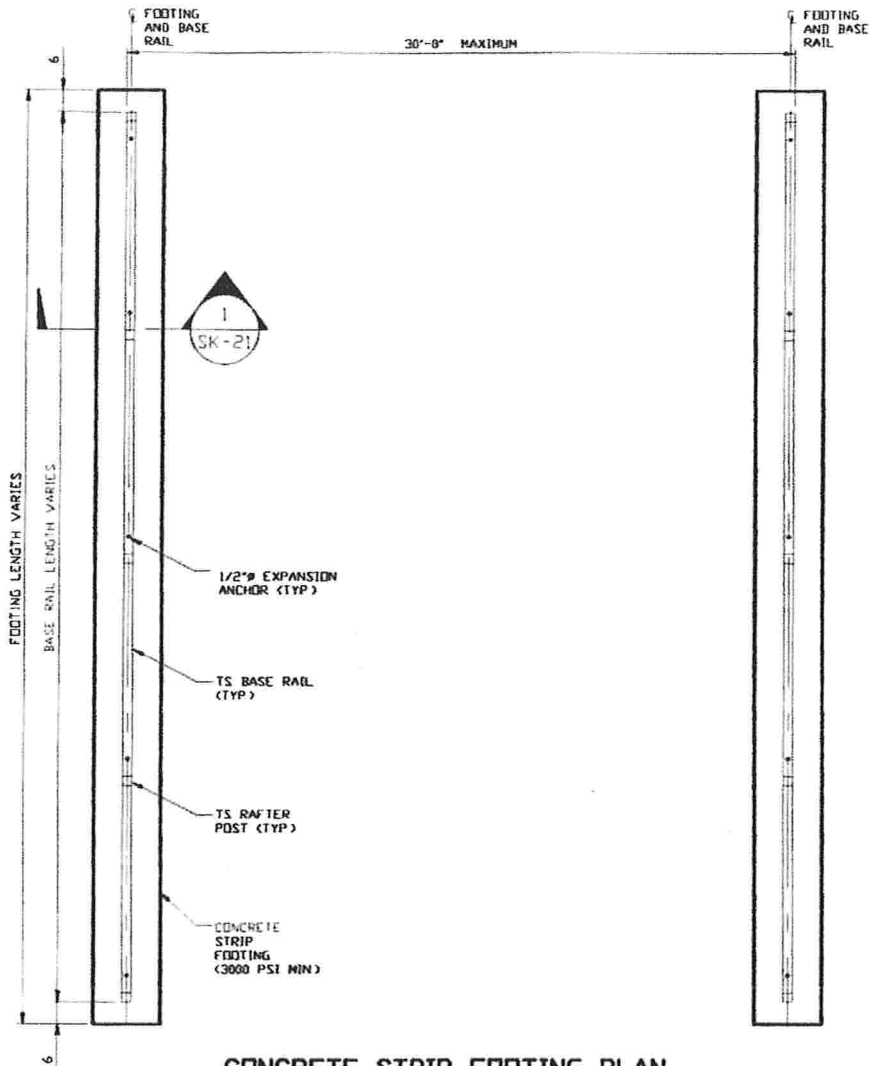 ℄ FOOTING
AND BASE
RAIL
30'-0" MAXIMUM
℄ FOOTING
AND BASE
RAIL
6
1
SK-21
FOOTING LENGTH VARIES
BASE RAIL LENGTH VARIES
1/2"ø EXPANSION
ANCHOR (TYP)
TS BASE RAIL
(TYP)
TS RAFTER
POST (TYP)
CONCRETE
STRIP
FOOTING
(3000 PSI MIN)
6
CONCRETE STRIP FOOTING PLAN